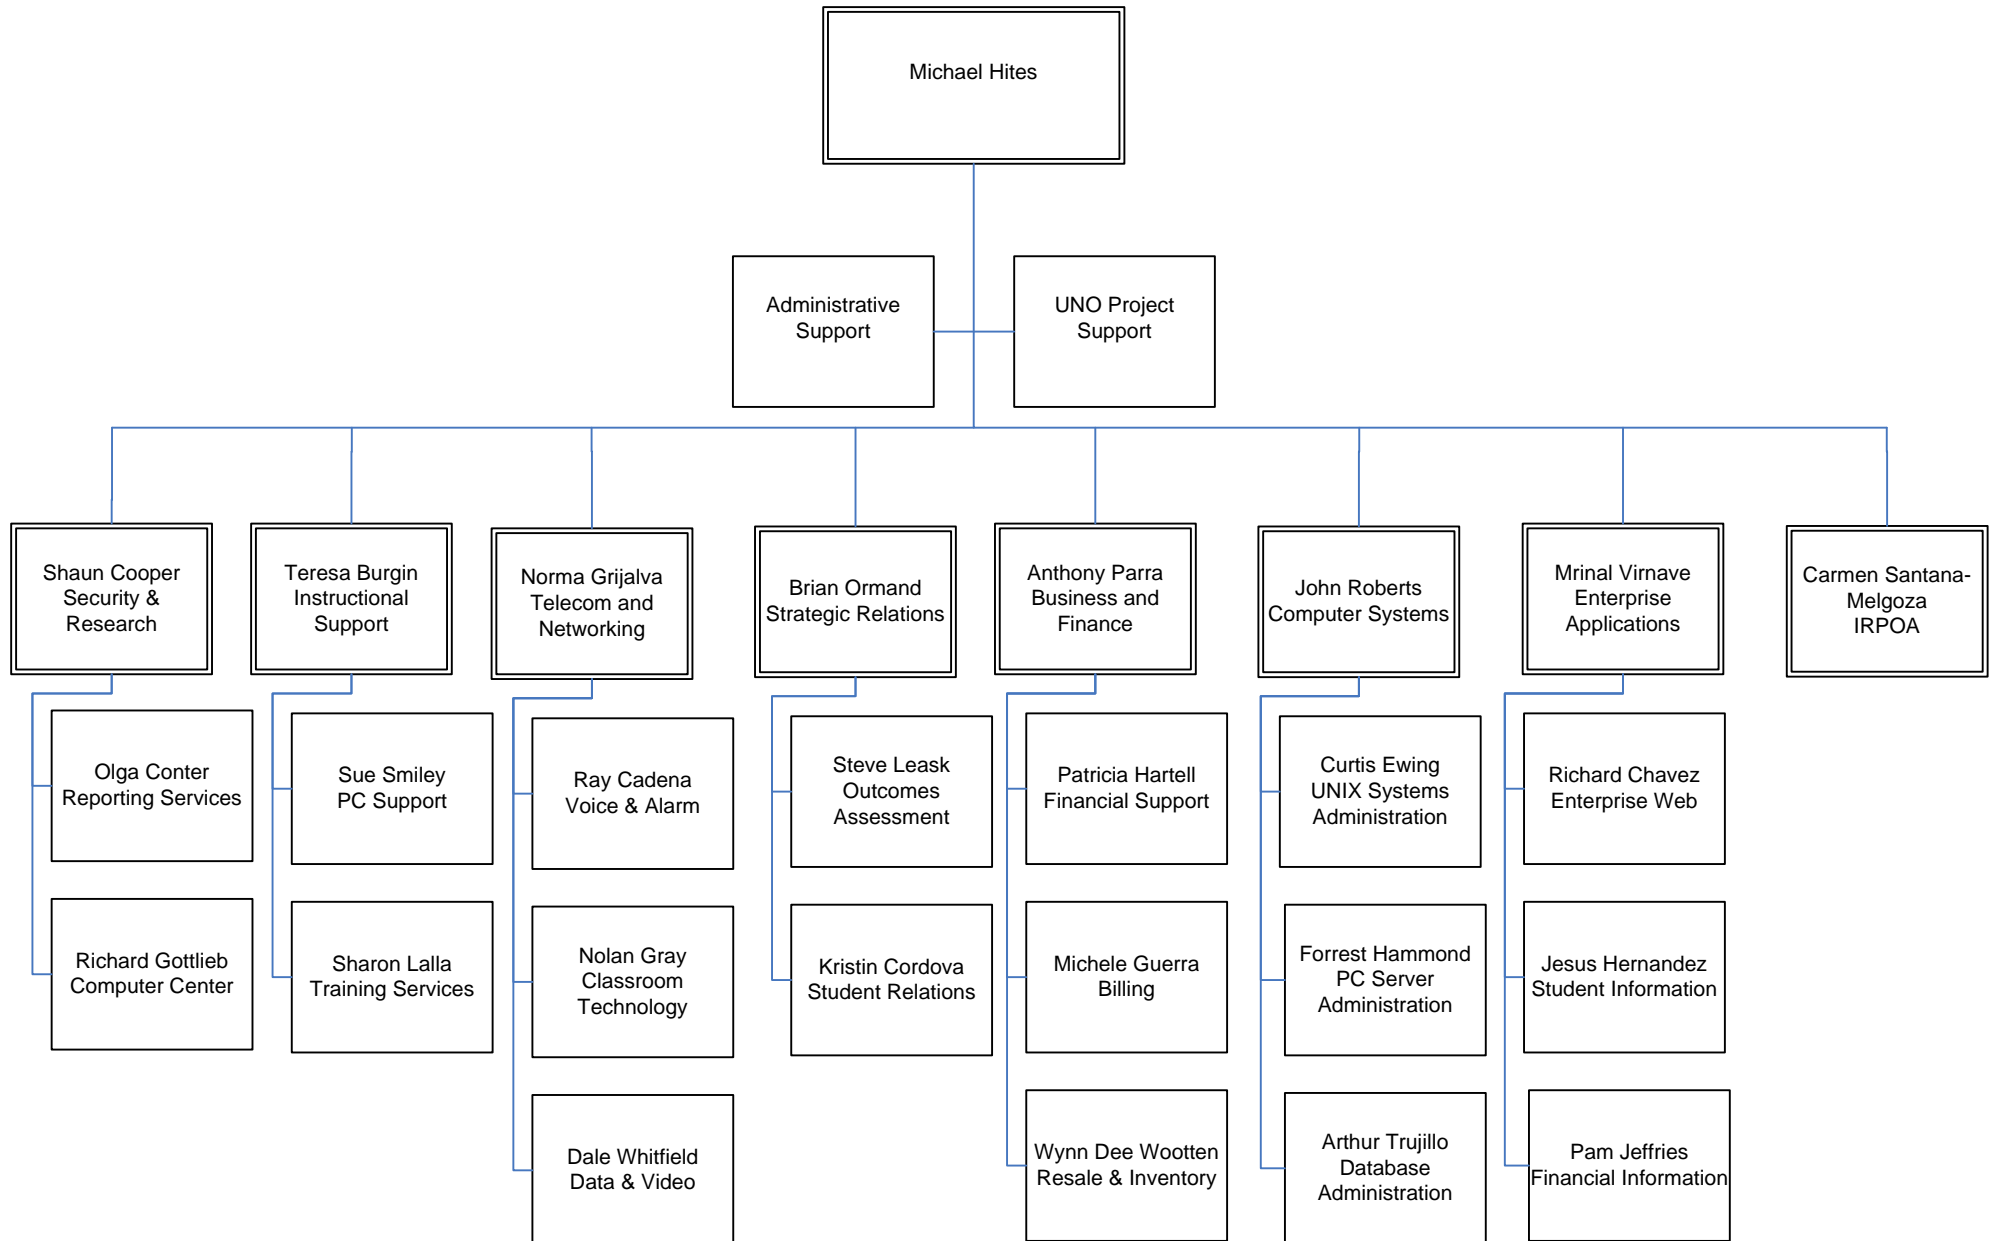 Michael Hites
Administrative
Support
UNO Project
Support
Shaun Cooper
Security &
Research
Teresa Burgin
Instructional
Support
Norma Grijalva
Telecom and
Networking
Brian Ormand
Strategic Relations
Anthony Parra
Business and
Finance
John Roberts
Computer Systems
Mrinal Virnave
Enterprise
Applications
Carmen Santana-
Melgoza
IRPOA
Olga Conter
Reporting Services
Sue Smiley
PC Support
Ray Cadena
Voice & Alarm
Steve Leask
Outcomes
Assessment
Patricia Hartell
Financial Support
Curtis Ewing
UNIX Systems
Administration
Richard Chavez
Enterprise Web
Richard Gottlieb
Computer Center
Sharon Lalla
Training Services
Nolan Gray
Classroom
Technology
Kristin Cordova
Student Relations
Michele Guerra
Billing
Forrest Hammond
PC Server
Administration
Jesus Hernandez
Student Information
Dale Whitfield
Data & Video
Wynn Dee Wootten
Resale & Inventory
Arthur Trujillo
Database
Administration
Pam Jeffries
Financial Information